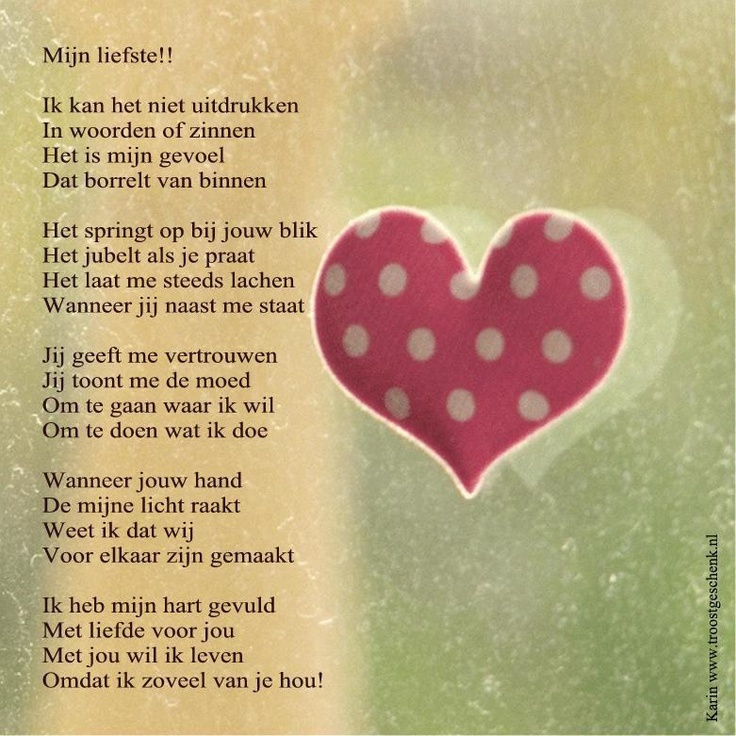 Mijn liefste!!

Ik kan het niet uitdrukken
In woorden of zinnen
Het is mijn gevoel
Dat borrelt van binnen

Het springt op bij jouw blik
Het jubelt als je praat
Het laat me steeds lachen
Wanneer jij naast me staat

Jij geeft me vertrouwen
Jij toont me de moed
Om te gaan waar ik wil
Om te doen wat ik doe

Wanneer jouw hand
De mijne licht raakt
Weet ik dat wij
Voor elkaar zijn gemaakt

Ik heb mijn hart gevuld
Met liefde voor jou
Met jou wil ik leven
Omdat ik zoveel van je hou!

Karin www.troostgeschenk.nl